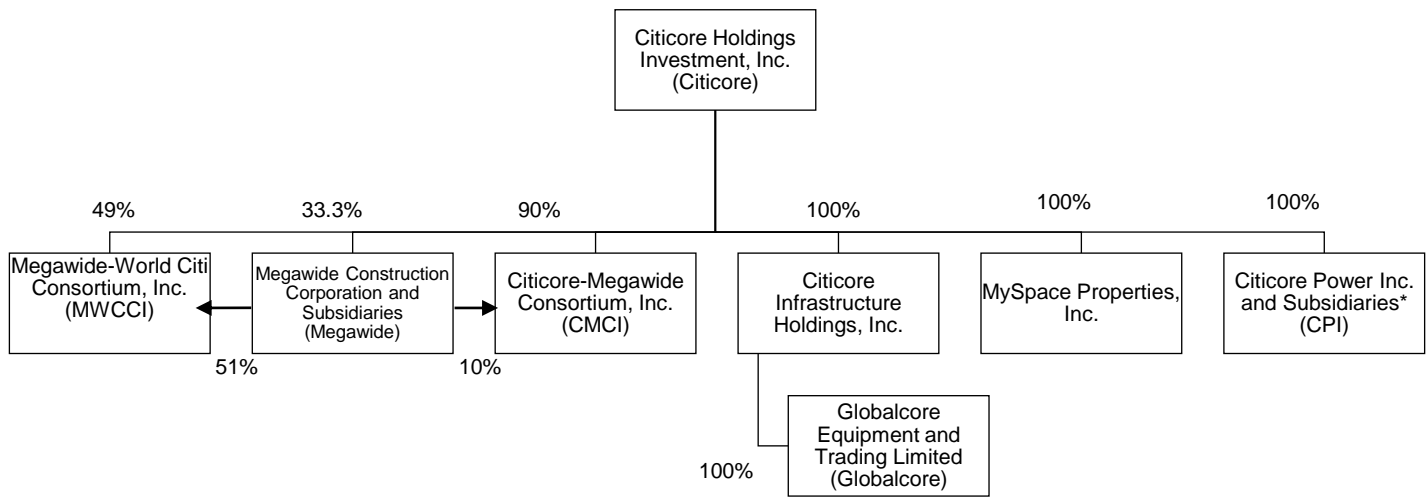 Citicore Holdings
Investment, Inc.
(Citicore)
49%
33.3%
90%
100%
100%
100%
Megawide-World Citi
Consortium, Inc.
(MWCCI)
Megawide Construction
Corporation and
Subsidiaries
(Megawide)
Citicore-Megawide
Consortium, Inc.
(CMCI)
Citicore
Infrastructure
Holdings, Inc.
MySpace Properties,
Inc.
Citicore Power Inc.
and Subsidiaries*
(CPI)
51%
10%
Globalcore
Equipment and
Trading Limited
(Globalcore)
100%